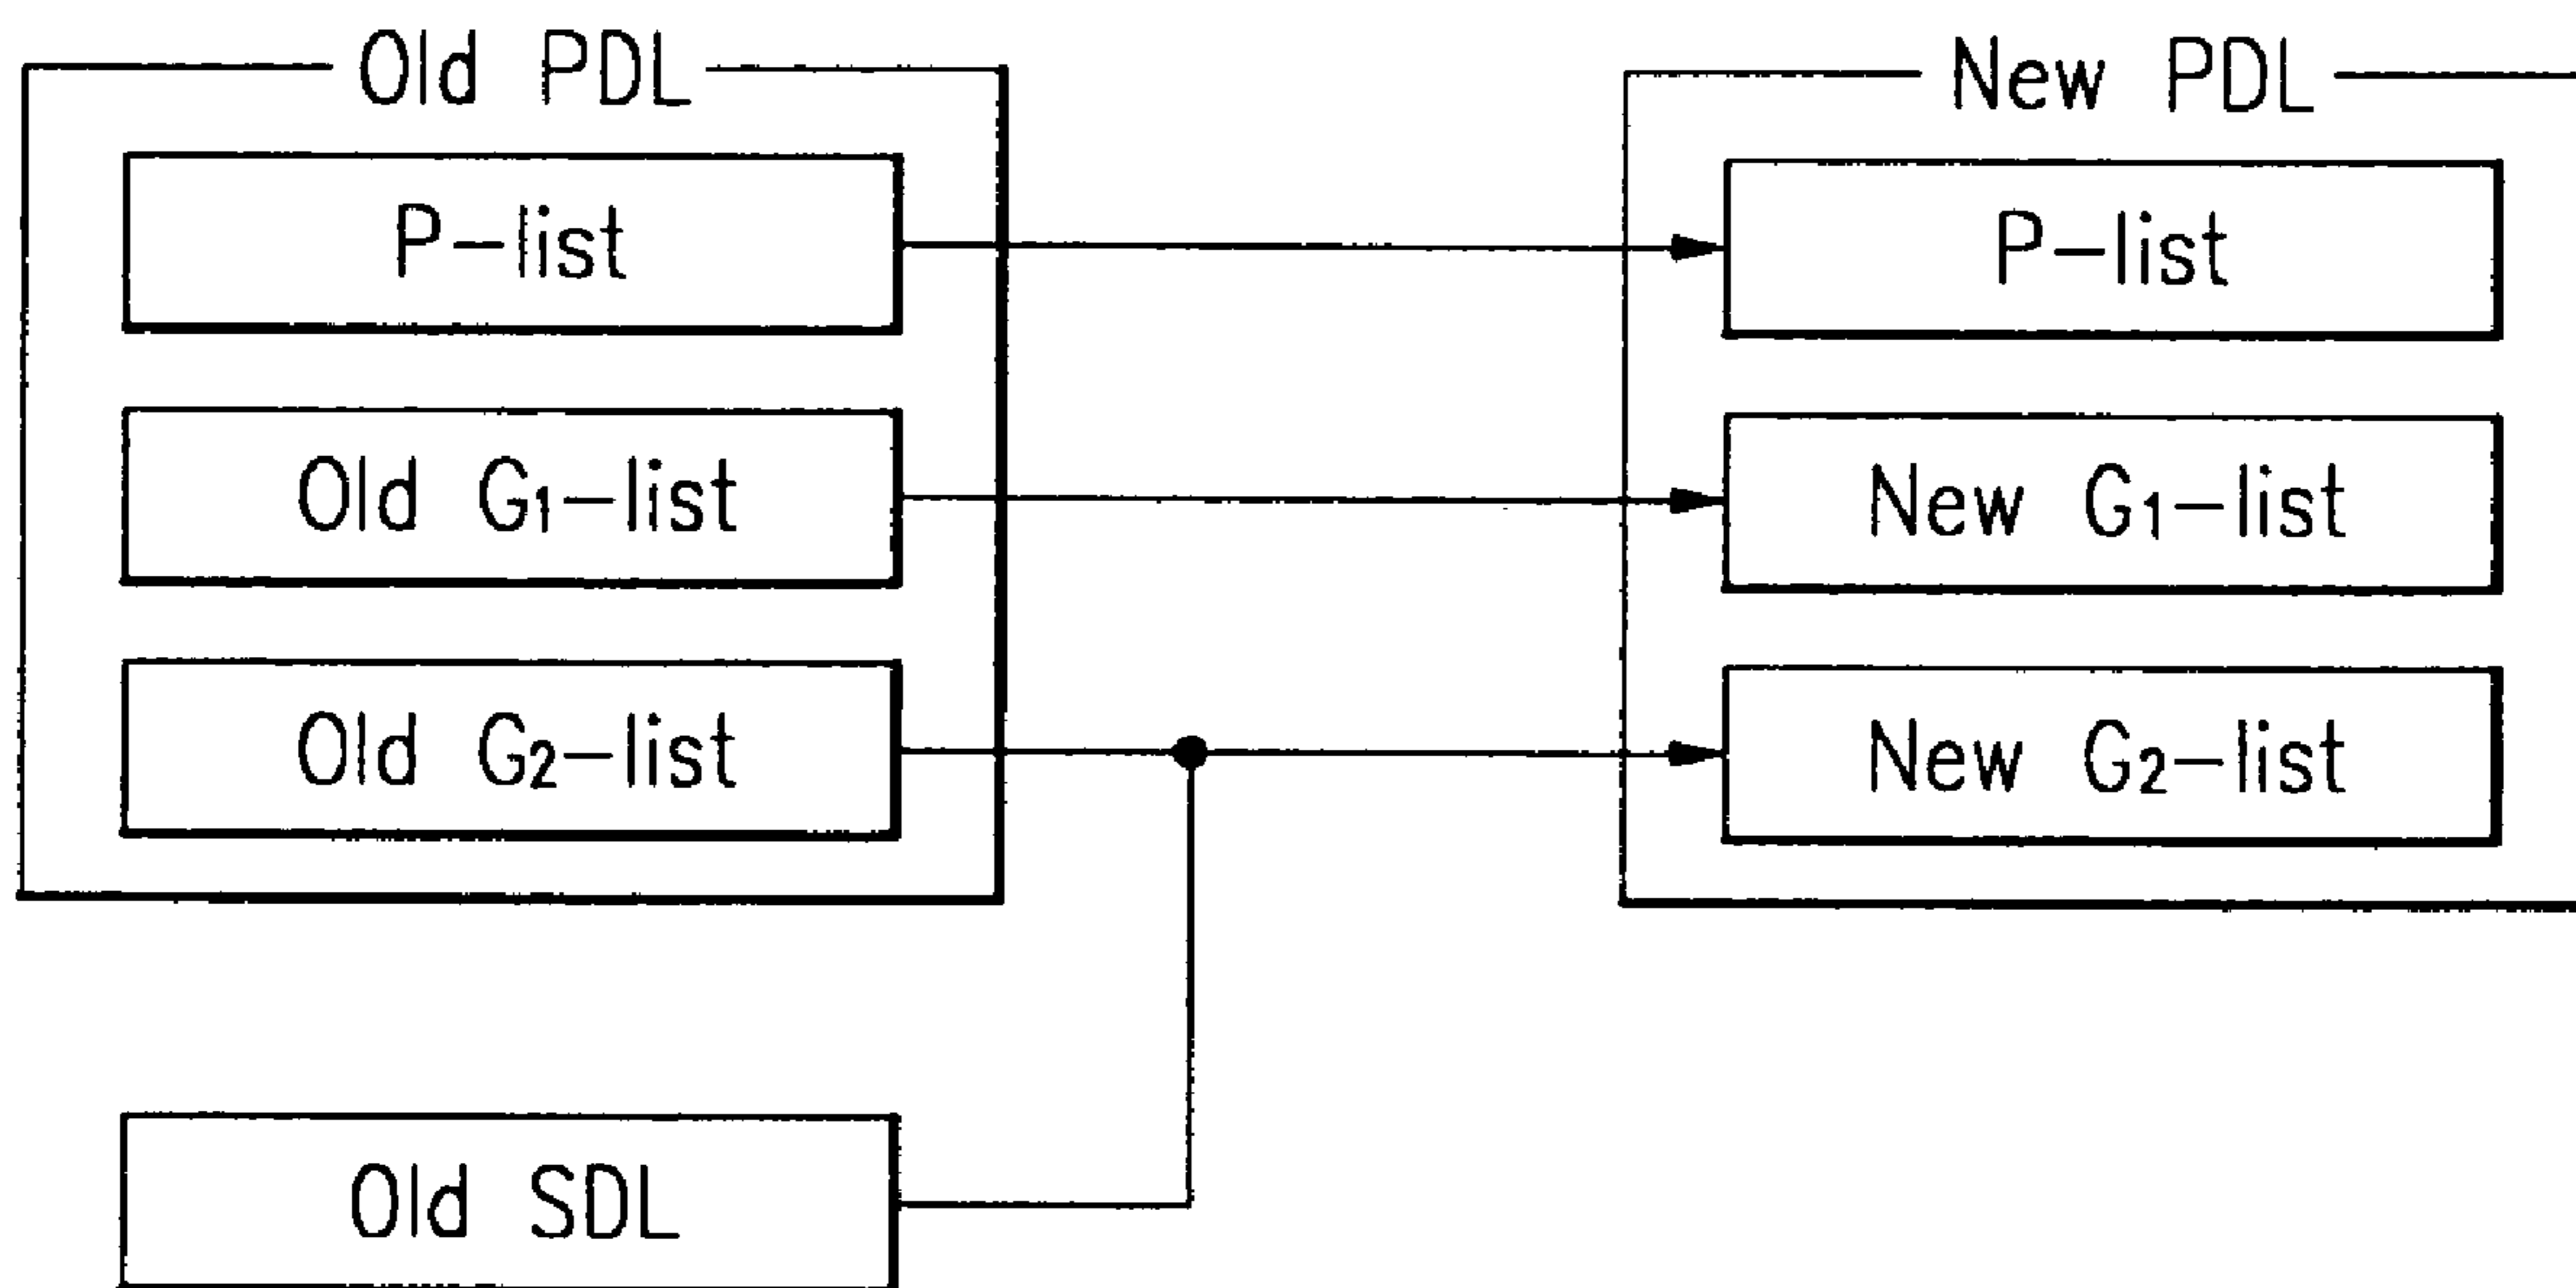 Old PDL
P-list
Old G₁-list
Old G₂-list
Old SDL
New PDL
P-list
New G₁-list
New G₂-list